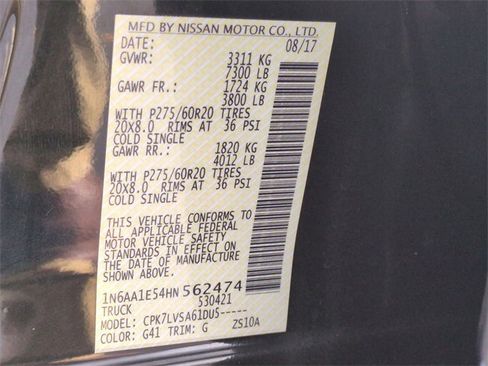 MFD BY NISSAN MOTOR CO., LTD.
DATE: 08/17
GVWR: 3311 KG
7300 LB
GAWR FR.: 1724 KG
3800 LB
WITH P275/60R20 TIRES
20X8.0 RIMS AT 36 PSI
COLD SINGLE
GAWR RR.: 1820 KG
4012 LB
WITH P275/60R20 TIRES
20X8.0 RIMS AT 36 PSI
COLD SINGLE
THIS VEHICLE CONFORMS TO
ALL APPLICABLE FEDERAL
MOTOR VEHICLE SAFETY
STANDARDS IN EFFECT ON
THE DATE OF MANUFACTURE
SHOWN ABOVE.
1N6AA1E54HN 562474
TRUCK 530421
MODEL: CPK7LVSA61DU5-----
COLOR: G41 TRIM: G ZS10A